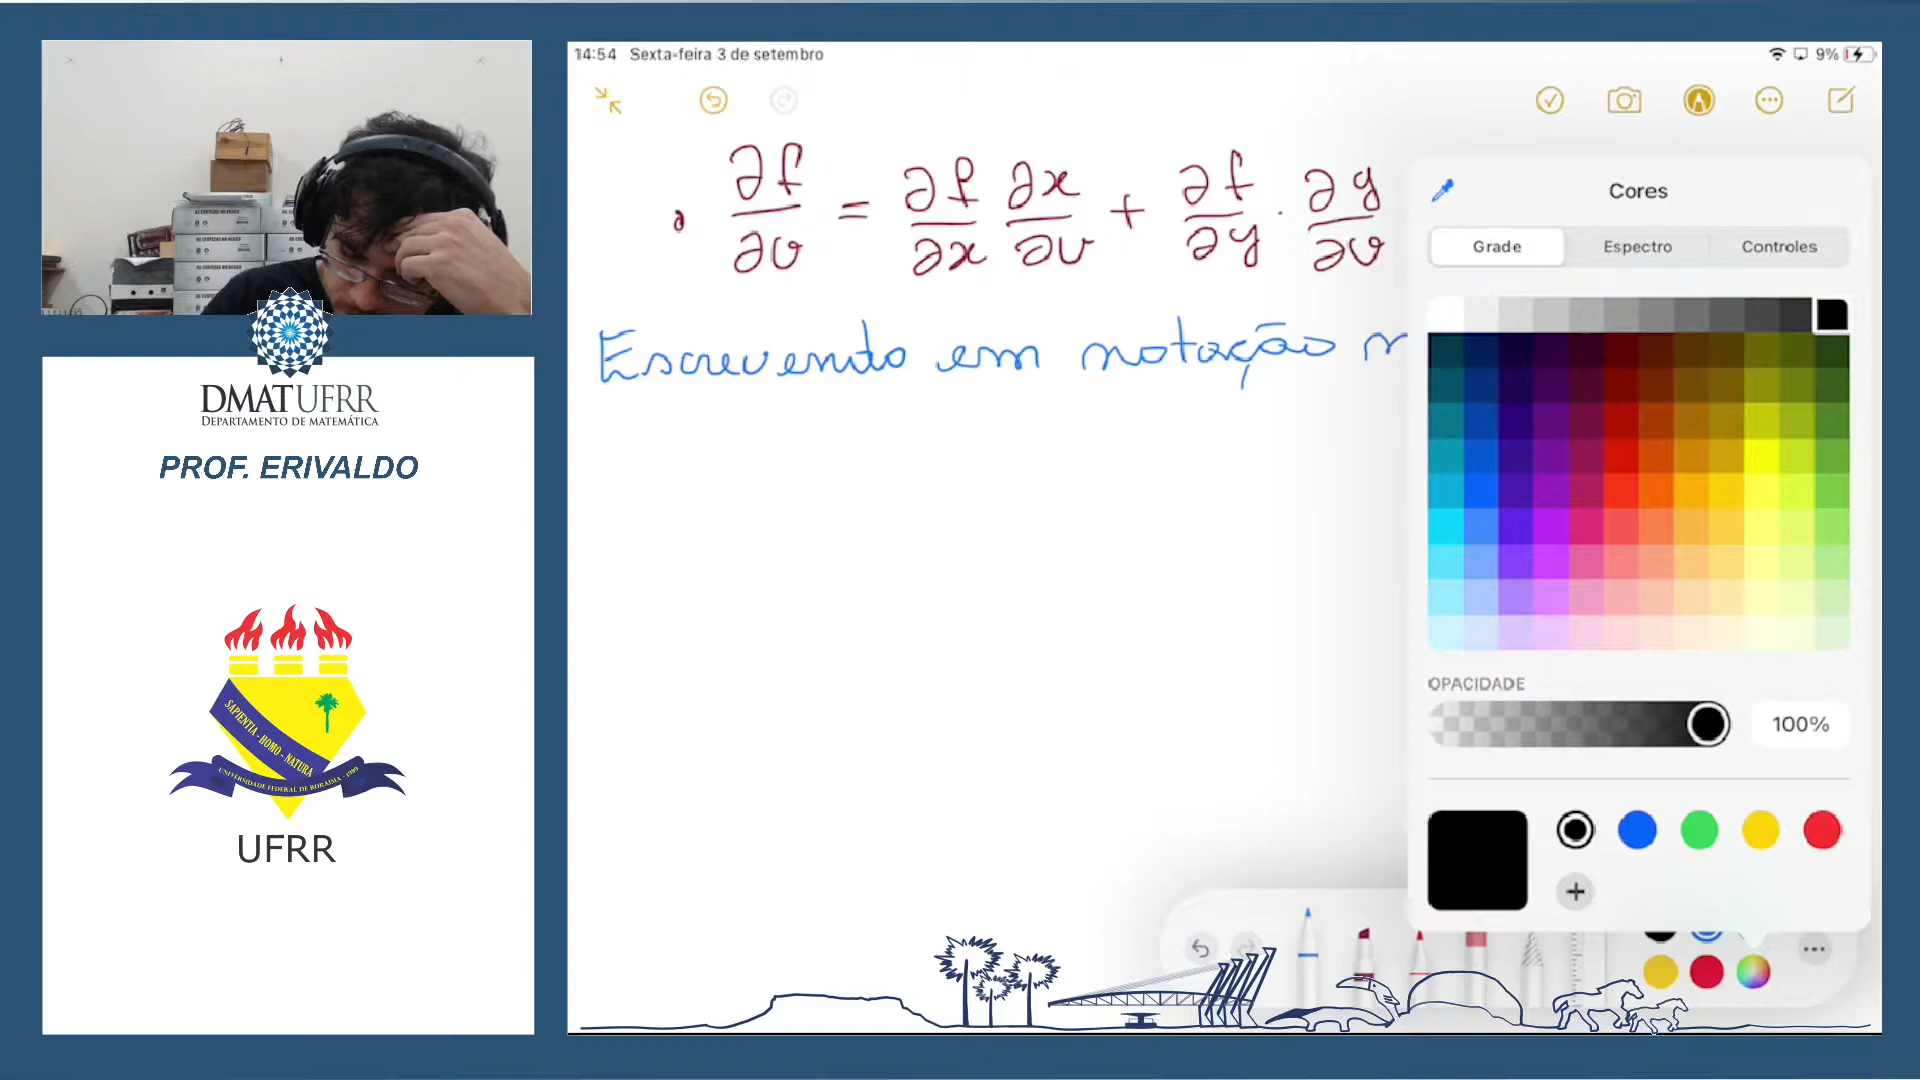 14:54 Sexta-feira 3 de setembro
9%
∂f/∂v = ∂f/∂x ∂x/∂v + ∂f/∂y · ∂y/∂v
Escrevendo em notação
Cores
Grade Espectro Controles
OPACIDADE
100%
DMATUFRR
DEPARTAMENTO DE MATEMÁTICA
PROF. ERIVALDO
SAPIENTIA - HOMO - NATURA
UNIVERSIDADE FEDERAL DE RORAIMA - 1989
UFRR